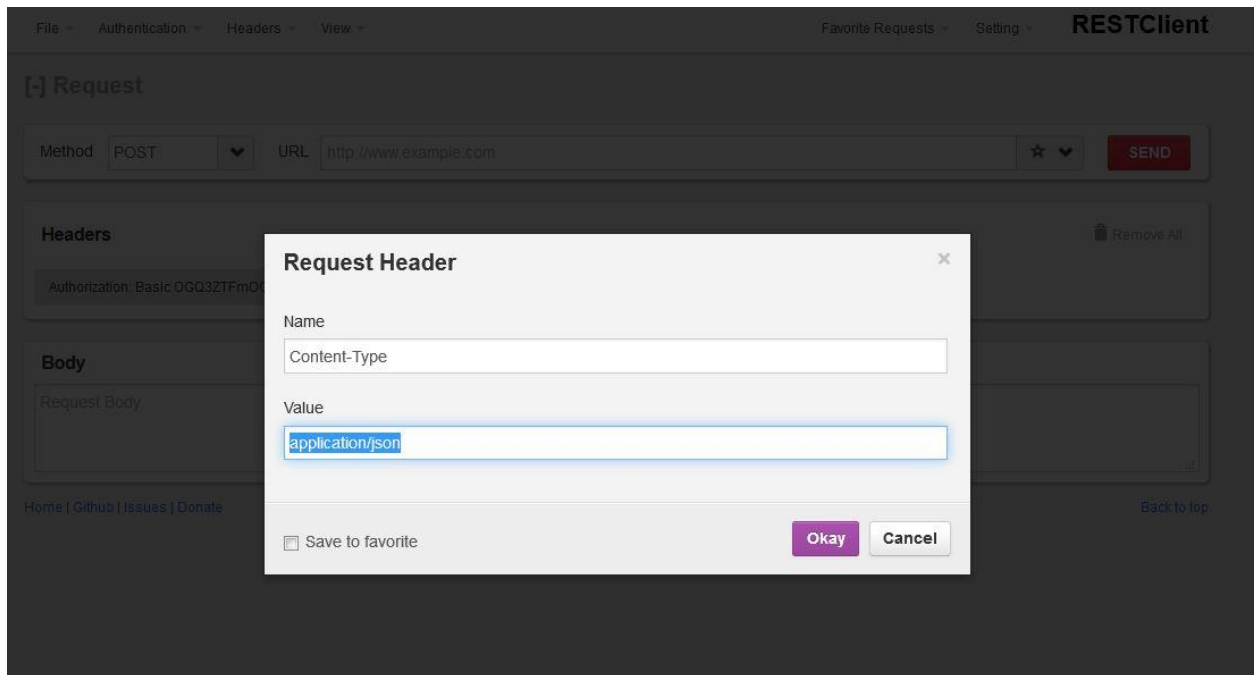 File Authentication Headers View Favorite Requests Setting RESTClient
[-] Request
Method POST URL http://www.example.com SEND
Headers Remove All
Request Header ×
Authorization: Basic
Name
Content-Type
Body
Request Body
Value
application/json
Home | Github | Issues | Donate Back to top
Save to favorite Okay Cancel